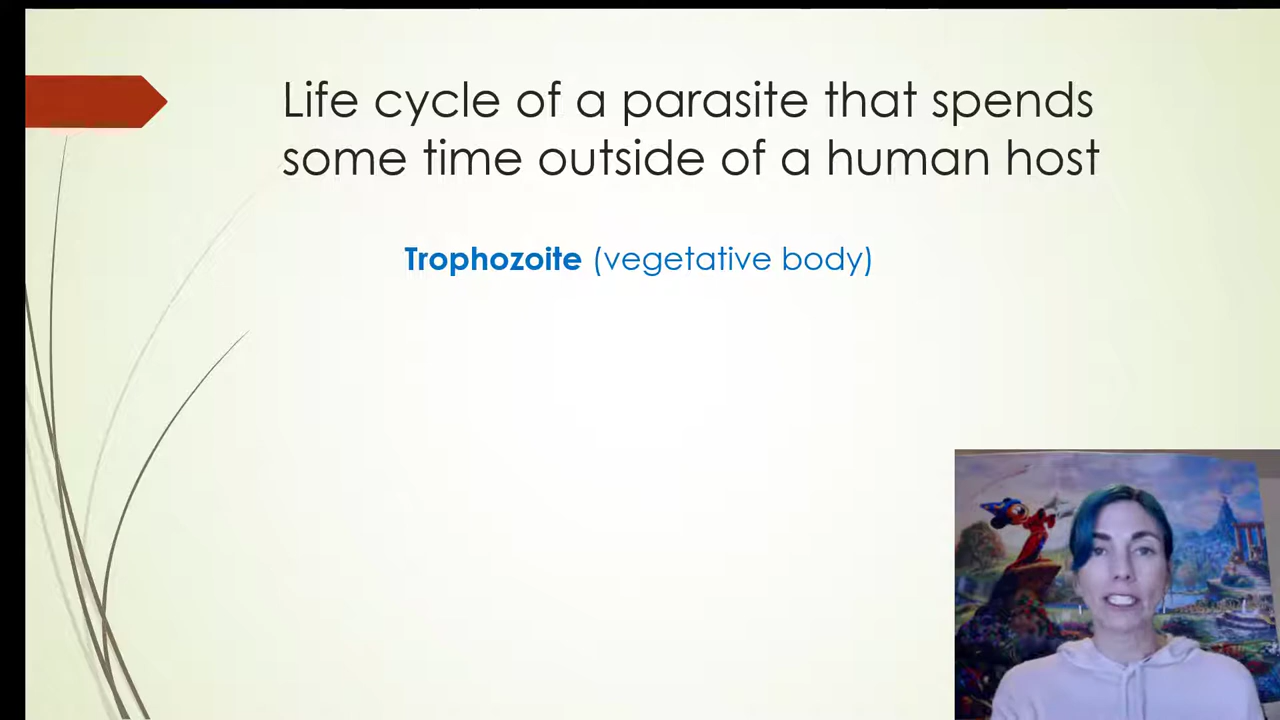 Life cycle of a parasite that spends
some time outside of a human host
Trophozoite (vegetative body)